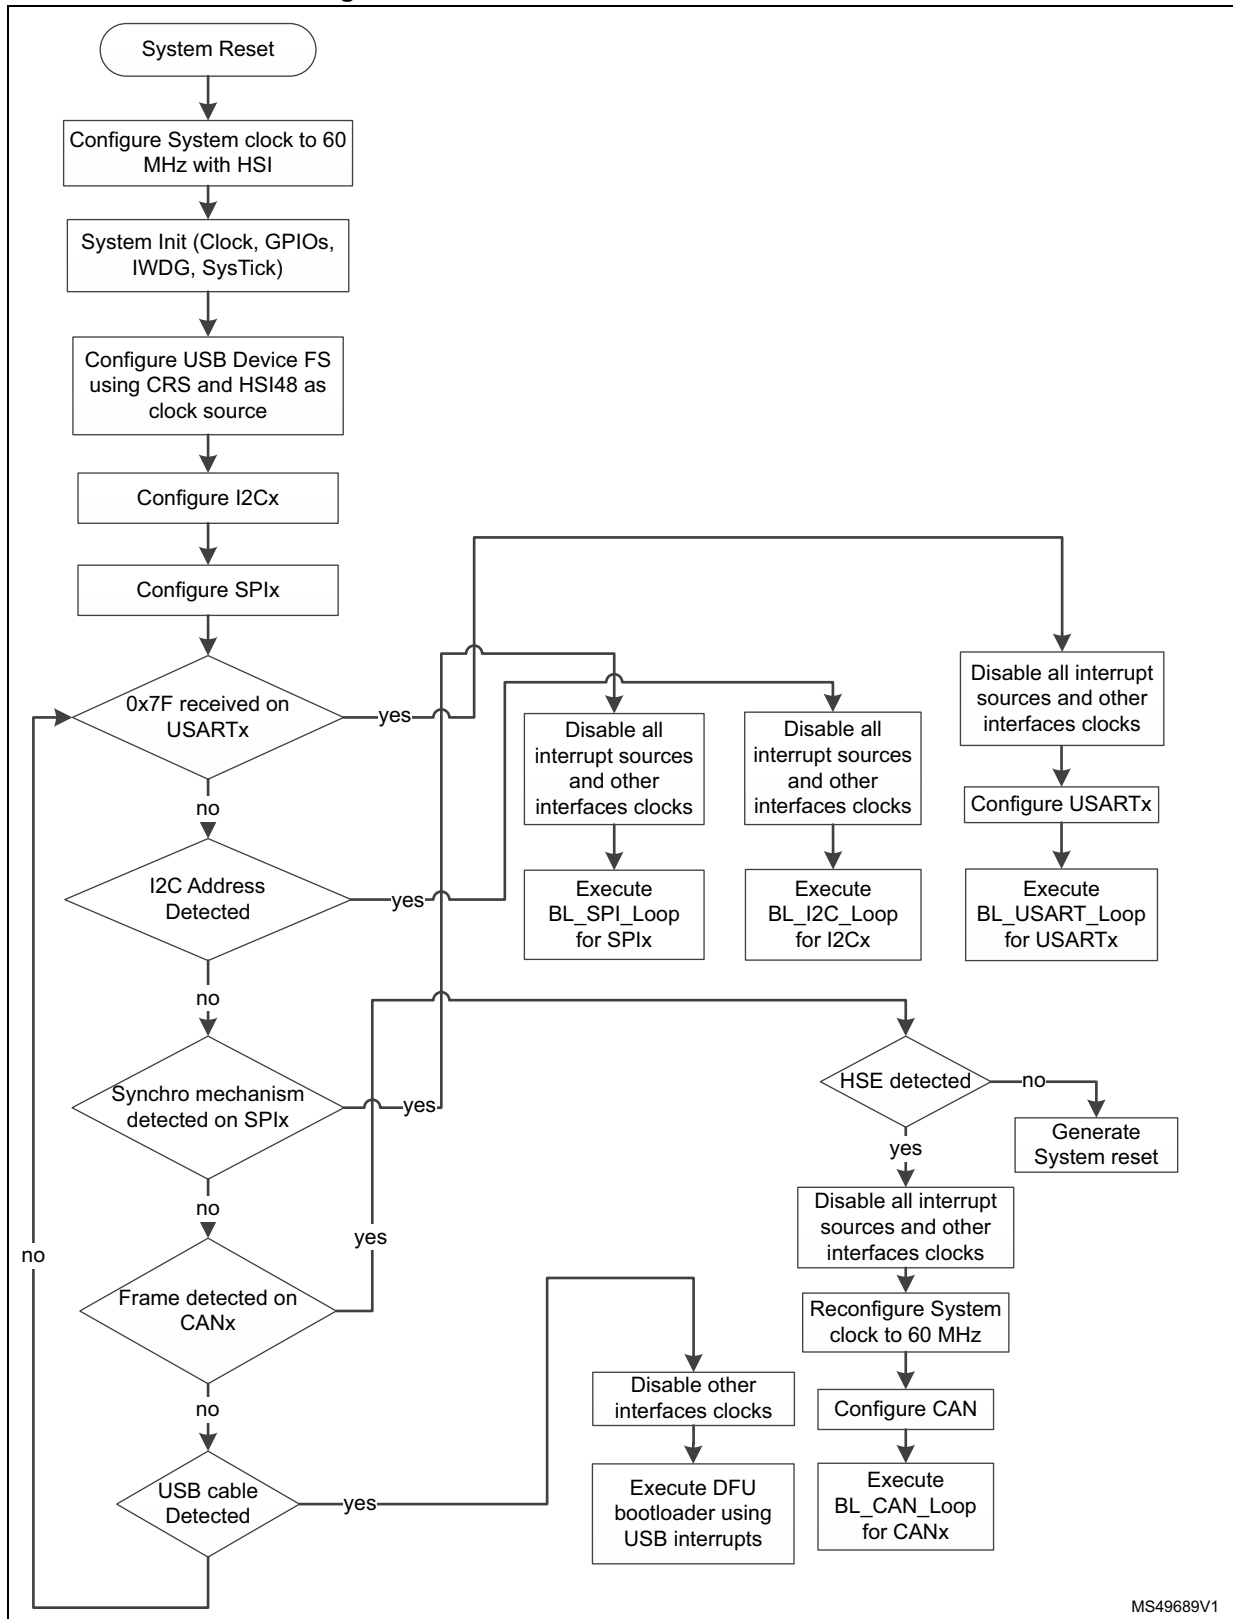 System Reset
Configure System clock to 60
MHz with HSI
System Init (Clock, GPIOs,
IWDG, SysTick)
Configure USB Device FS
using CRS and HSI48 as
clock source
Configure I2Cx
Configure SPIx
0x7F received on
USARTx
yes
no
Disable all
interrupt sources
and other
interfaces clocks
Disable all
interrupt sources
and other
interfaces clocks
Disable all interrupt
sources and other
interfaces clocks
Configure USARTx
I2C Address
Detected
yes
no
Execute
BL_SPI_Loop
for SPIx
Execute
BL_I2C_Loop
for I2Cx
Execute
BL_USART_Loop
for USARTx
Synchro mechanism
detected on SPIx
yes
no
HSE detected
no
Generate
System reset
yes
Disable all interrupt
sources and other
interfaces clocks
Reconfigure System
clock to 60 MHz
Configure CAN
Execute
BL_CAN_Loop
for CANx
Frame detected on
CANx
yes
no
no
USB cable
Detected
yes
Disable other
interfaces clocks
Execute DFU
bootloader using
USB interrupts
MS49689V1